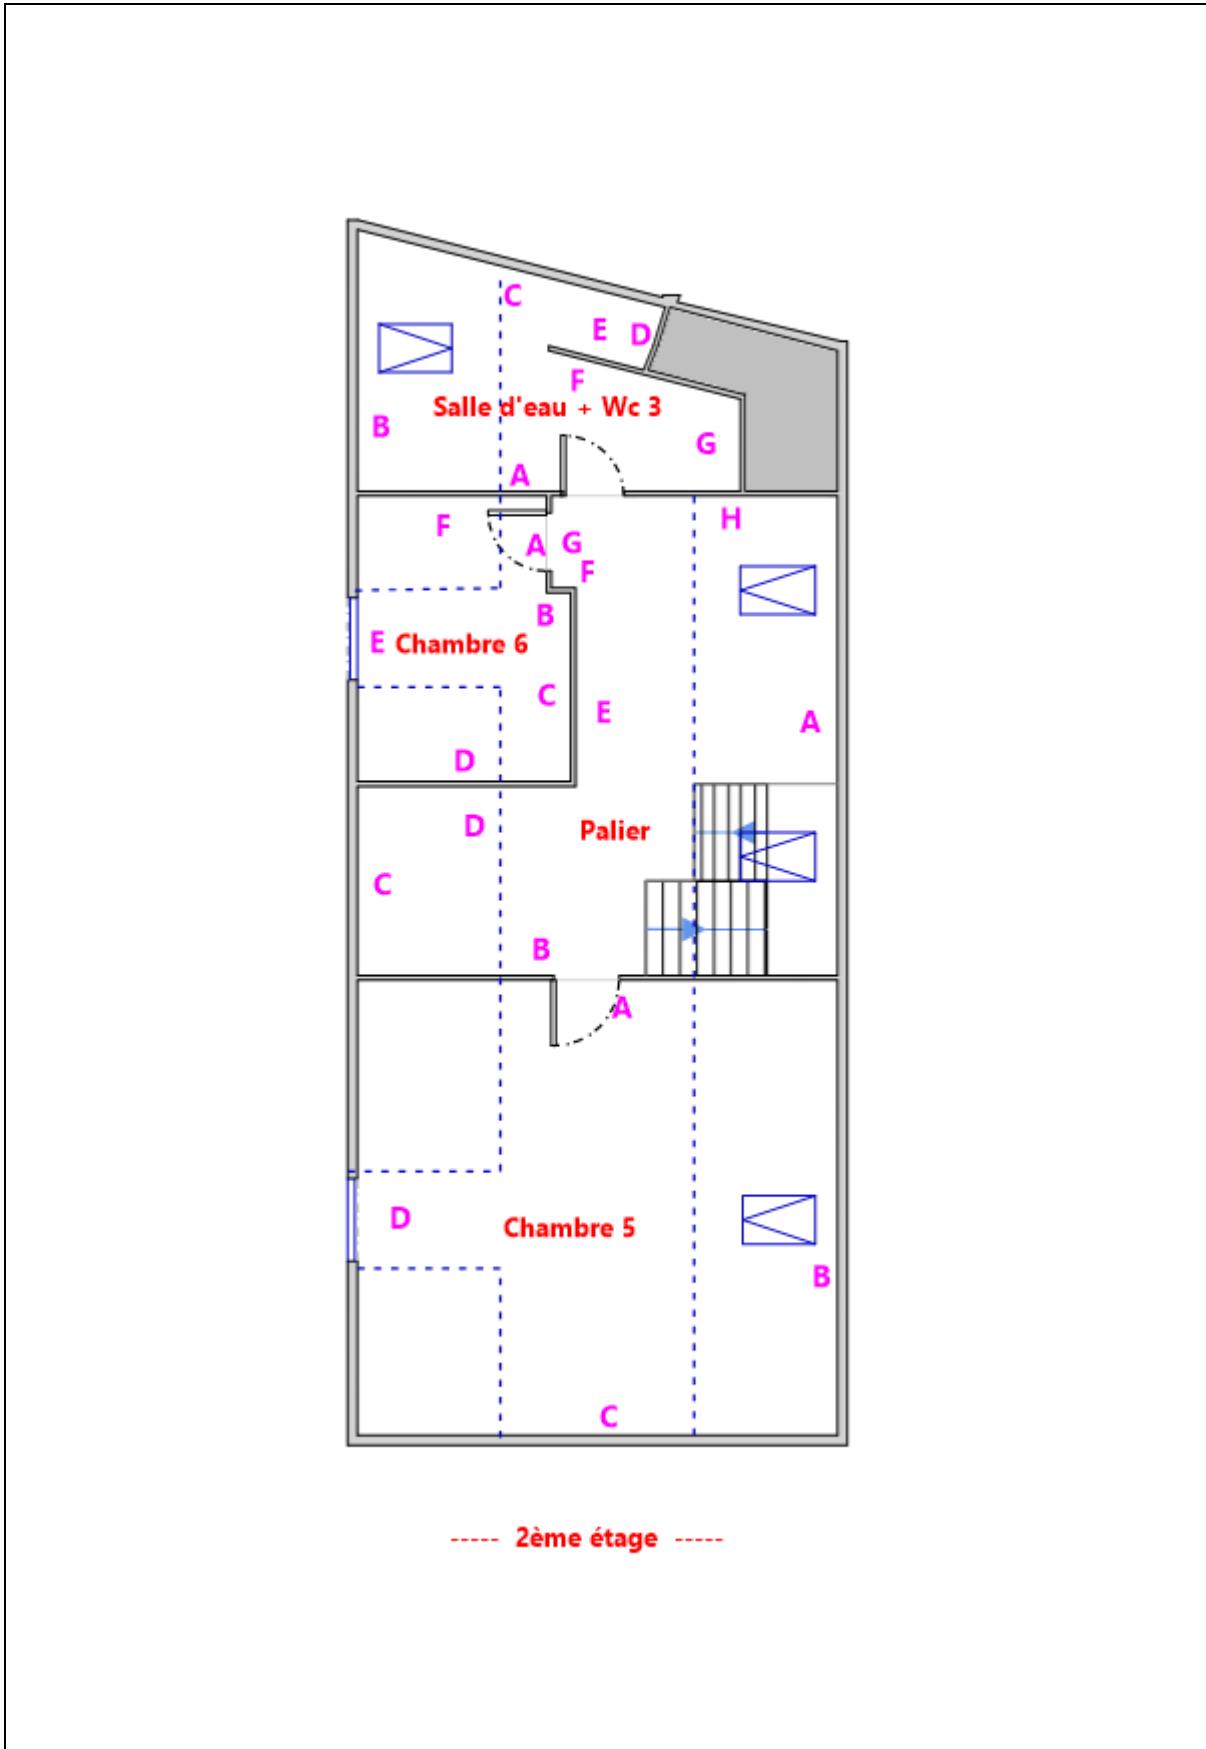 C
E D
F
Salle d'eau + Wc 3
B
G
A
H
F
A G
F
B
E Chambre 6
C
E
A
D
D
Palier
C
B
A
D
Chambre 5
B
C
----- 2ème étage -----